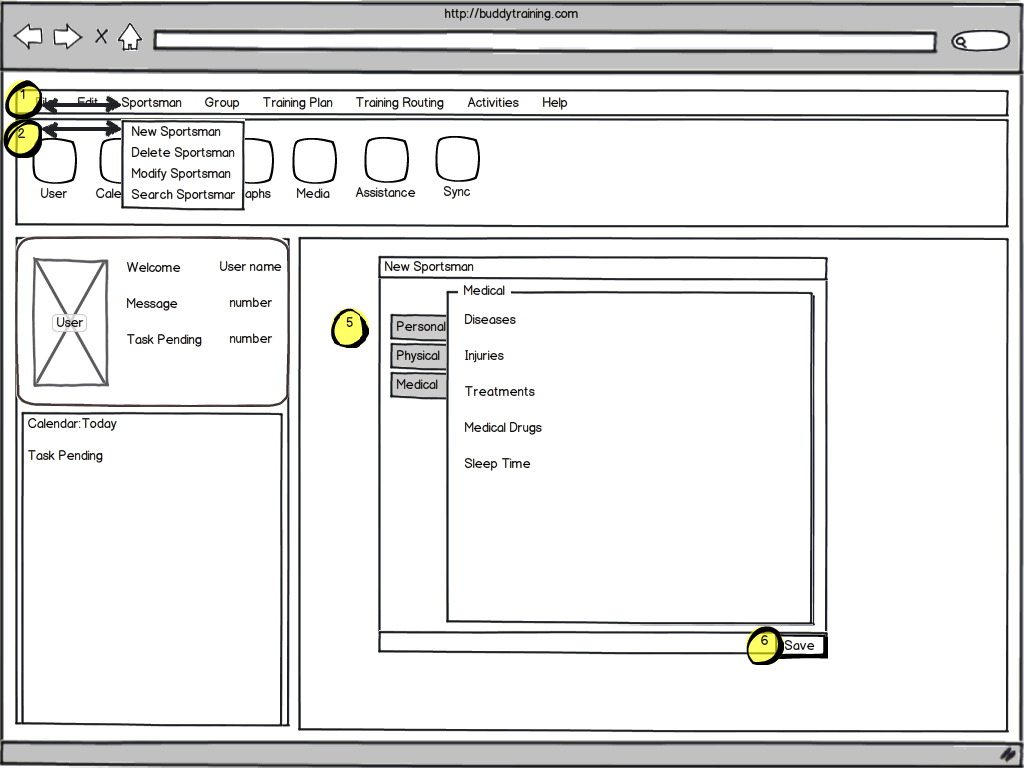 http://buddytraining.com
1
Edit Sportsman Group Training Plan Training Routing Activities Help
2
New Sportsman
Delete Sportsman
Modify Sportsman
Search Sportsmar
User Cale aphs Media Assistance Sync
Welcome User name
Message number
User
Task Pending number
Calendar:Today
Task Pending
New Sportsman
Medical
5
Personal
Physical
Medical
Diseases
Injuries
Treatments
Medical Drugs
Sleep Time
6
Save